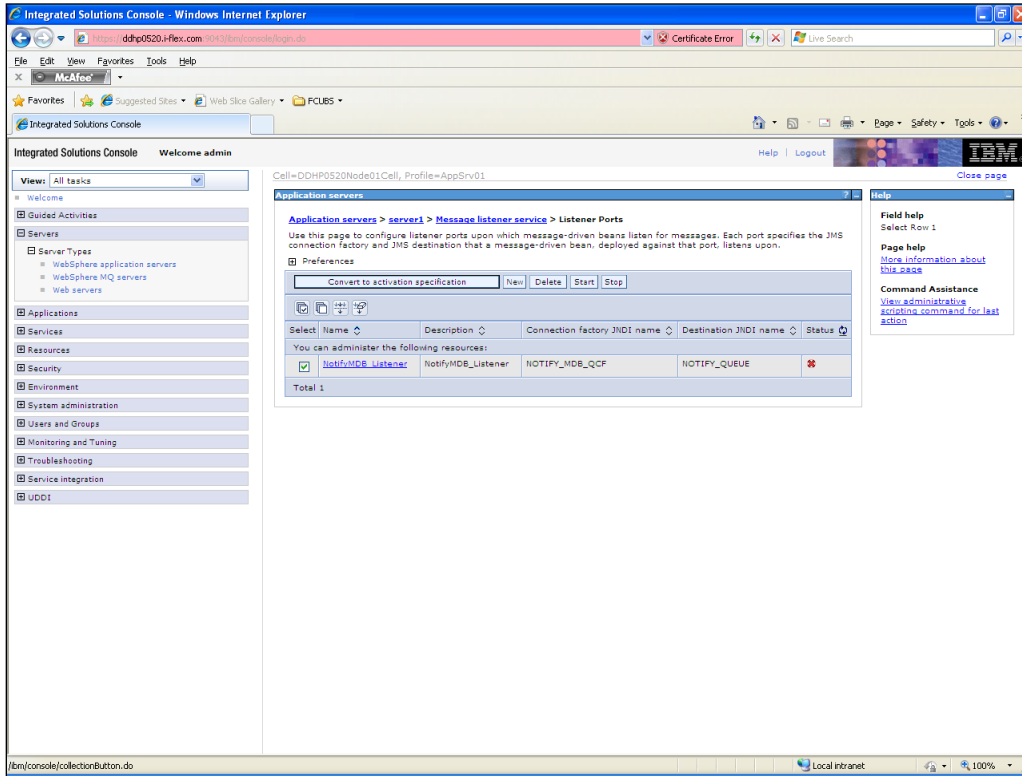 Integrated Solutions Console - Windows Internet Explorer
https://ddhp0520.i-flex.com:9043/ibm/console/login.do
Certificate Error
Live Search
File Edit View Favorites Tools Help
McAfee
Favorites Suggested Sites Web Slice Gallery FCUBS
Integrated Solutions Console
Page Safety Tools
Integrated Solutions Console Welcome admin
Help Logout
IBM.
View: All tasks
Cell=DDHP0520Node01Cell, Profile=AppSrv01
Close page
Welcome
Guided Activities
Servers
Server Types
WebSphere application servers
WebSphere MQ servers
Web servers
Applications
Services
Resources
Security
Environment
System administration
Users and Groups
Monitoring and Tuning
Troubleshooting
Service integration
UDDI
Application servers ? -
Application servers > server1 > Message listener service > Listener Ports
Use this page to configure listener ports upon which message-driven beans listen for messages. Each port specifies the JMS
connection factory and JMS destination that a message-driven bean, deployed against that port, listens upon.
Preferences
Convert to activation specification New Delete Start Stop
Select Name Description Connection factory JNDI name Destination JNDI name Status
You can administer the following resources:
NotifyMDB_Listener NotifyMDB_Listener NOTIFY_MDB_QCF NOTIFY_QUEUE
Total 1
Help -
Field help
Select Row 1
Page help
More information about
this page
Command Assistance
View administrative
scripting command for last
action
/ibm/console/collectionButton.do
Local intranet
100%